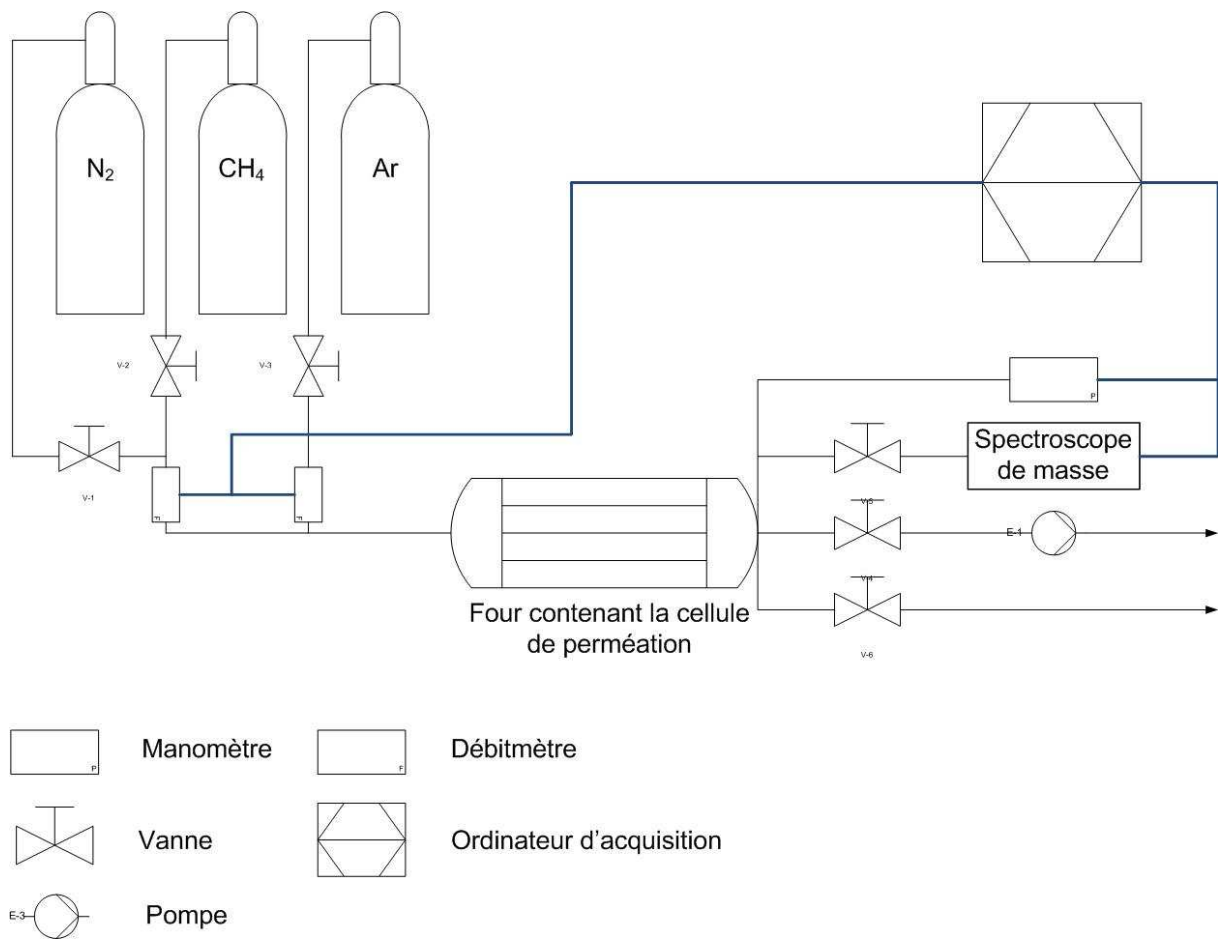 N₂
CH₄
Ar
V-2
V-3
P
Spectroscope
de masse
V-1
F
F
V-5
E-1
V-4
Four contenant la cellule
de perméation
V-6
Manomètre
P
Débitmètre
F
Vanne
Ordinateur d'acquisition
E-3
Pompe